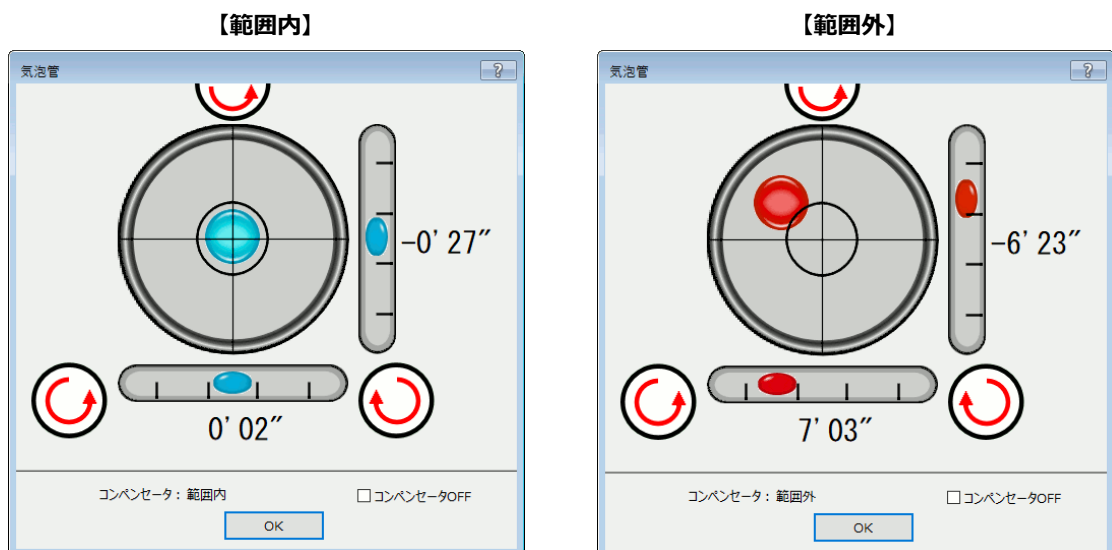 【範囲内】
気泡管
-0' 27"
0' 02"
コンペンセータ： 範囲内
コンペンセータOFF
OK
【範囲外】
気泡管
-6' 23"
7' 03"
コンペンセータ： 範囲外
コンペンセータOFF
OK